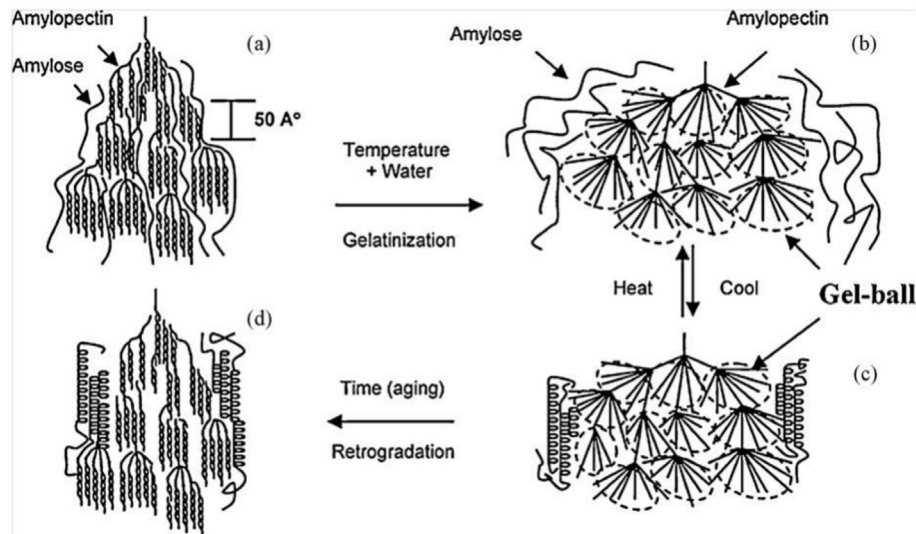 Amylopectin
(a)
Amylose
50 A°
Temperature
+ Water
Gelatinization
Amylose
Amylopectin
(b)
Heat
Cool
Gel-ball
(d)
Time (aging)
Retrogradation
(c)